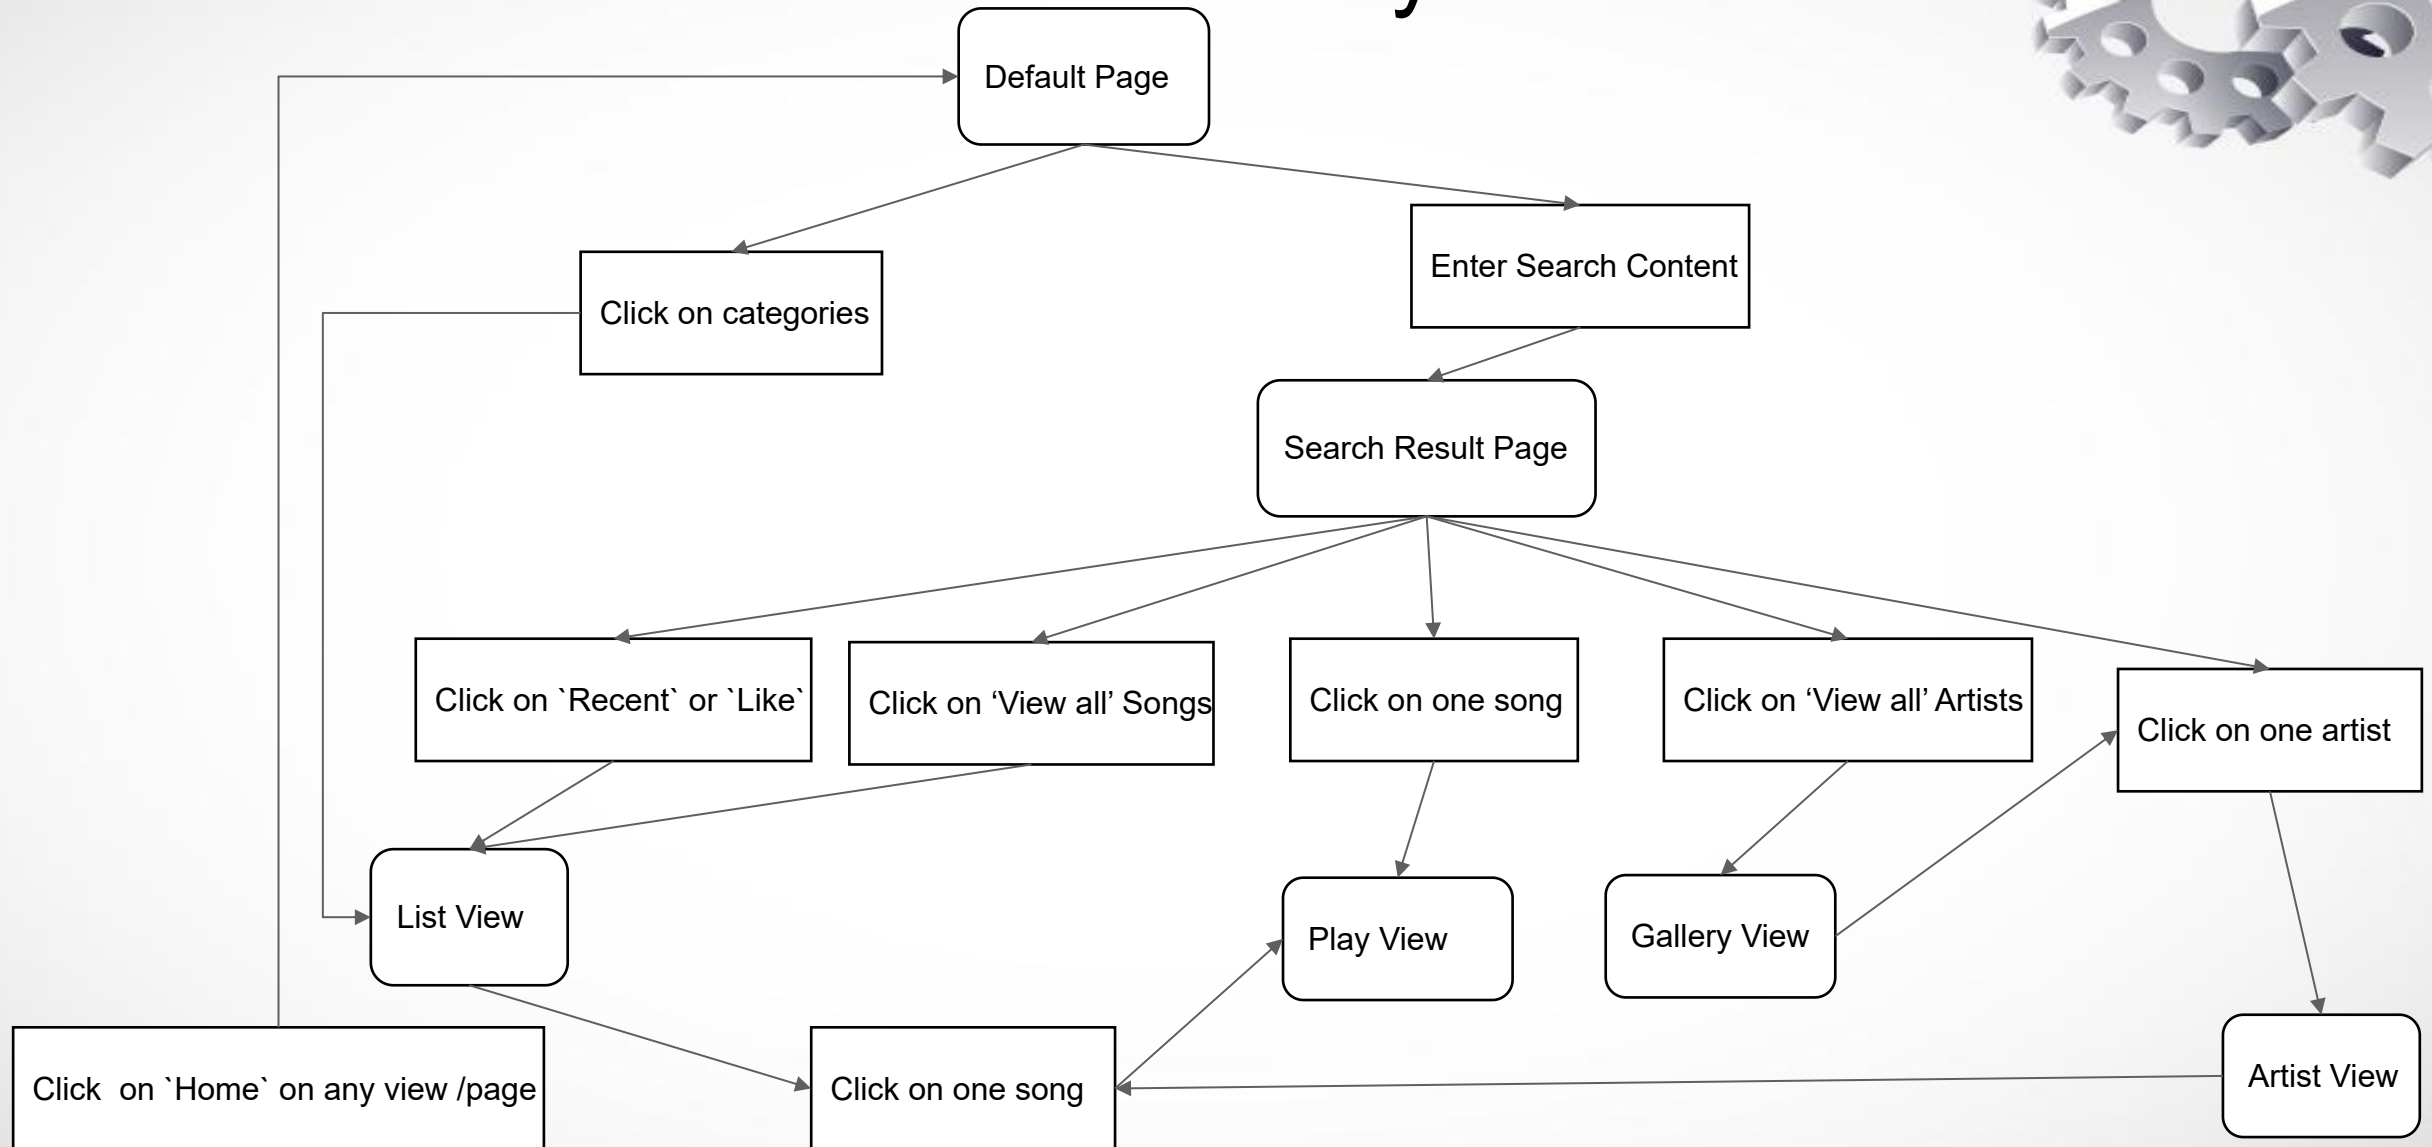 Default Page
Enter Search Content
Click on categories
Search Result Page
Click on `Recent` or `Like`
Click on ‘View all’ Songs
Click on one song
Click on ‘View all’ Artists
Click on one artist
List View
Play View
Gallery View
Click  on `Home` on any view /page
Click on one song
Artist View